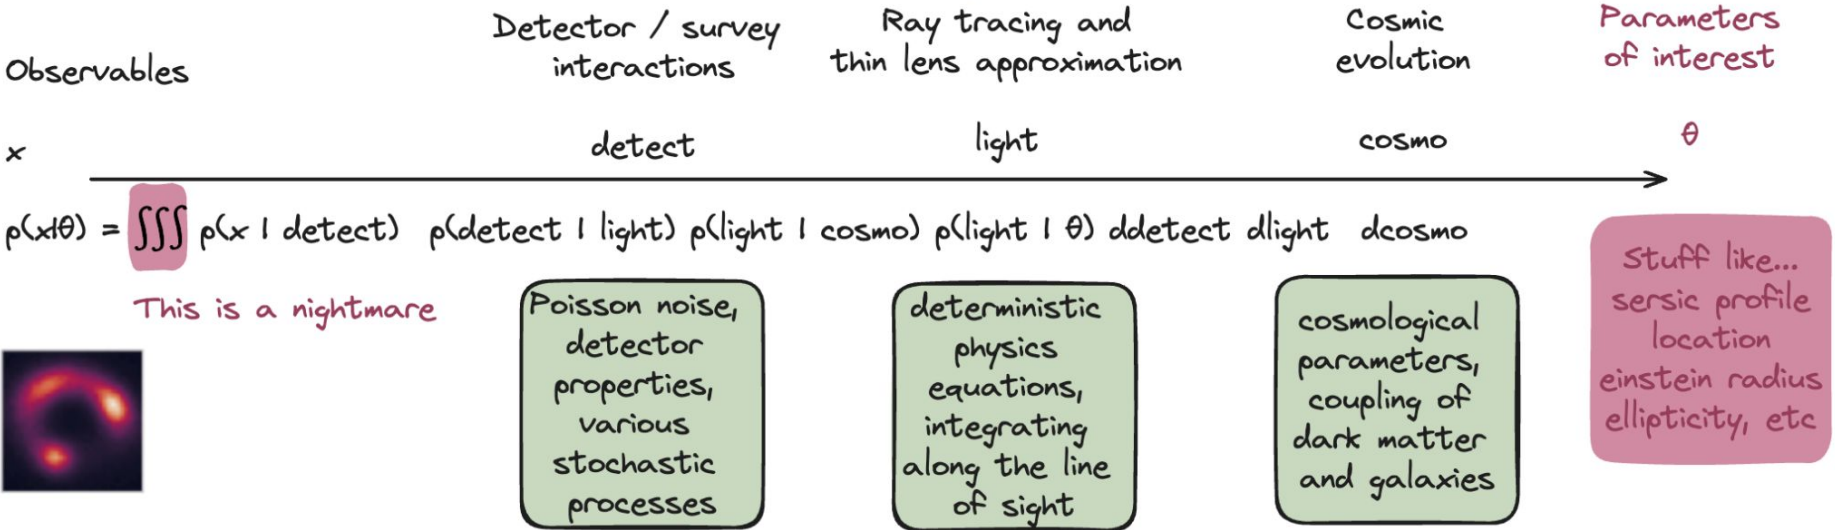 Observables
Detector / survey
interactions
Ray tracing and
thin lens approximation
Cosmic
evolution
Parameters
of interest
x
detect
light
cosmo
θ
p(x|θ) = ∫∫∫ p(x | detect) p(detect | light) p(light | cosmo) p(light | θ) ddetect dlight dcosmo
This is a nightmare
Poisson noise,
detector
properties,
various
stochastic
processes
deterministic
physics
equations,
integrating
along the line
of sight
cosmological
parameters,
coupling of
dark matter
and galaxies
Stuff like...
sersic profile
location
einstein radius
ellipticity, etc